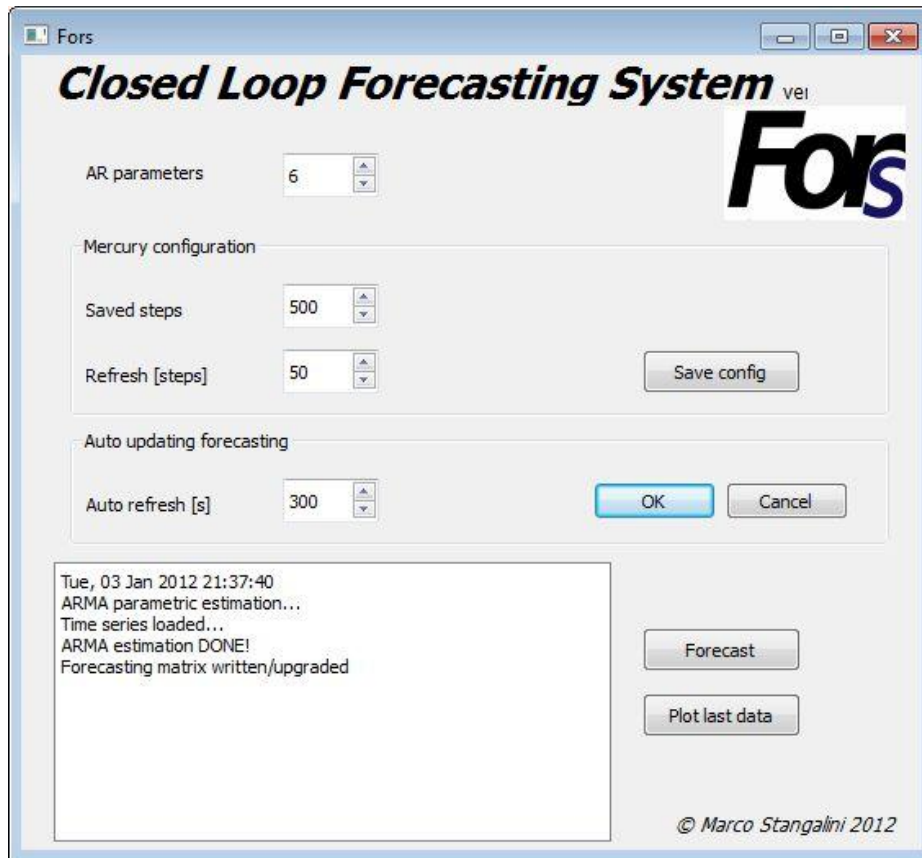 Fors
Closed Loop Forecasting System
Fors
AR parameters 6
Mercury configuration
Saved steps 500
Refresh [steps] 50 Save config
Auto updating forecasting
Auto refresh [s] 300 OK Cancel
Tue, 03 Jan 2012 21:37:40
ARMA parametric estimation...
Time series loaded...
ARMA estimation DONE!
Forecasting matrix written/upgraded
Forecast
Plot last data
© Marco Stangalini 2012